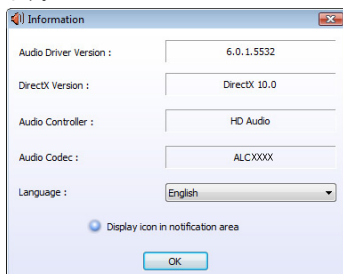 Information
Audio Driver Version :
6.0.1.5532
DirectX Version :
DirectX 10.0
Audio Controller :
HD Audio
Audio Codec :
ALCXXXX
Language :
English
Display icon in notification area
OK